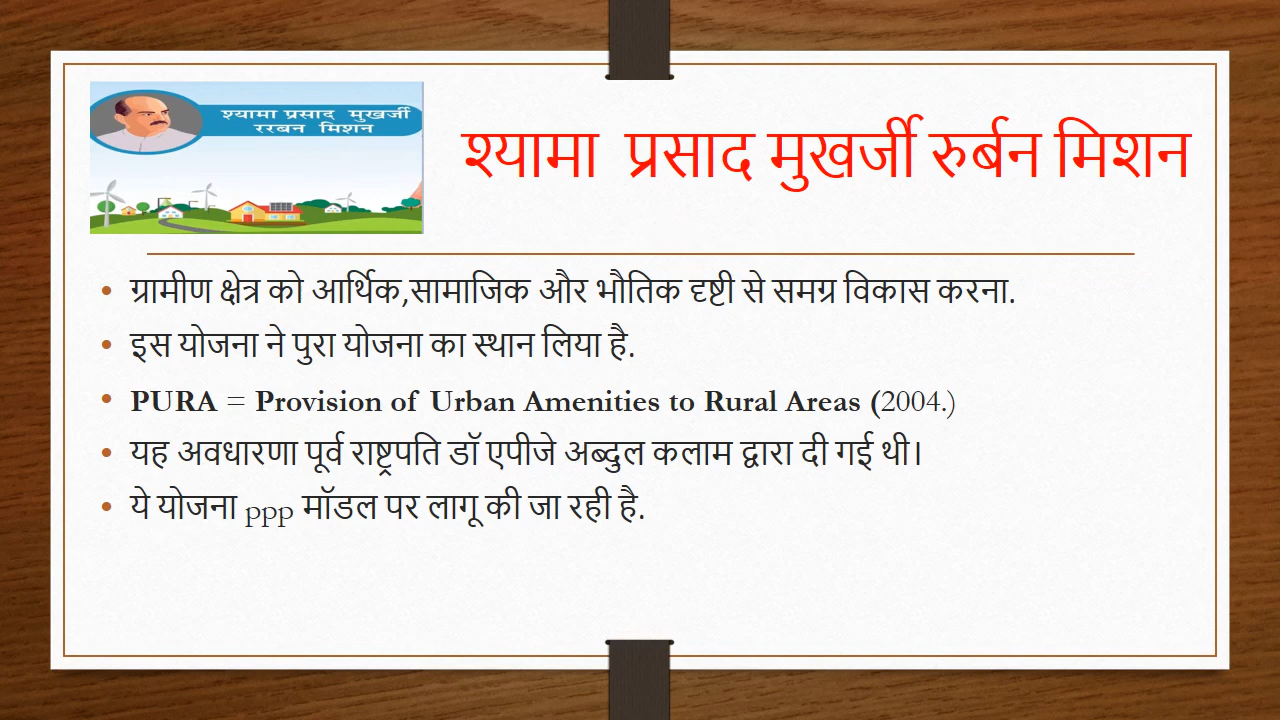 श्यामा प्रसाद मुखर्जी
ररबन मिशन
श्यामा प्रसाद मुखर्जी रुर्बन मिशन
• ग्रामीण क्षेत्र को आर्थिक,सामाजिक और भौतिक दृष्टी से समग्र विकास करना.
• इस योजना ने पुरा योजना का स्थान लिया है.
• PURA = Provision of Urban Amenities to Rural Areas (2004.)
• यह अवधारणा पूर्व राष्ट्रपति डॉ एपीजे अब्दुल कलाम द्वारा दी गई थी।
• ये योजना ppp मॉडल पर लागू की जा रही है.